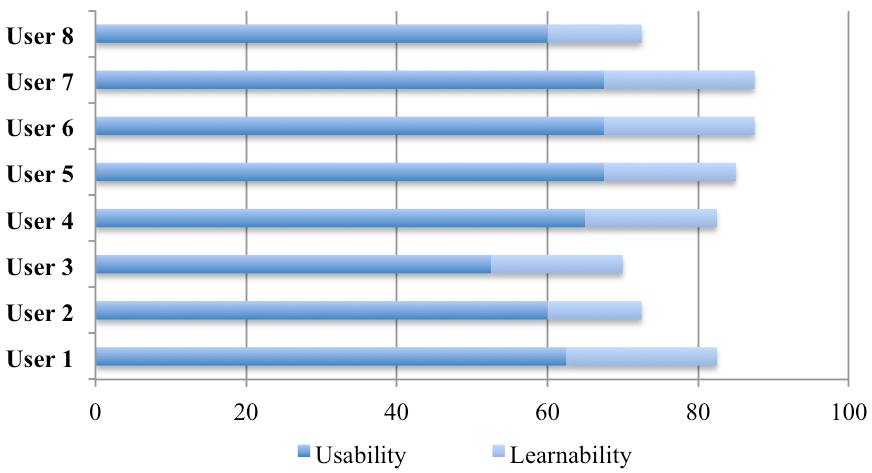 User 8
User 7
User 6
User 5
User 4
User 3
User 2
User 1
0 20 40 60 80 100
Usability Learnability